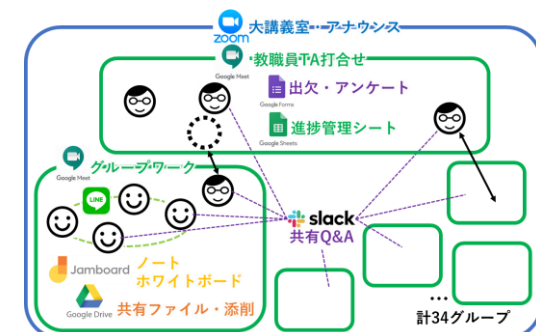 zoom
大講義室・アナウンス
Google Meet
教職員TA打合せ
Google Forms
出欠・アンケート
Google Sheets
進捗管理シート
Google Meet
グループワーク
LINE
slack
共有Q&A
Jamboard
ノート
ホワイトボード
Google Drive
共有ファイル・添削
…
計34グループ